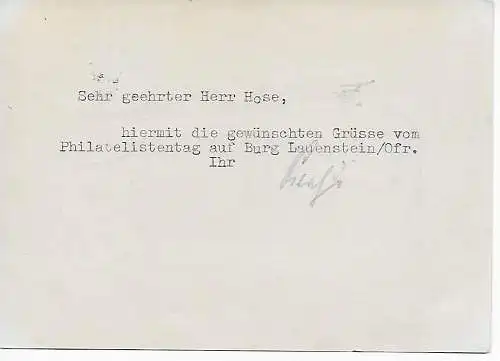 Sehr geehrter Herr Hose,
hiermit die gewünschten Grüsse vom
Philatelistentag auf Burg Lauenstein/Ofr.
Ihr